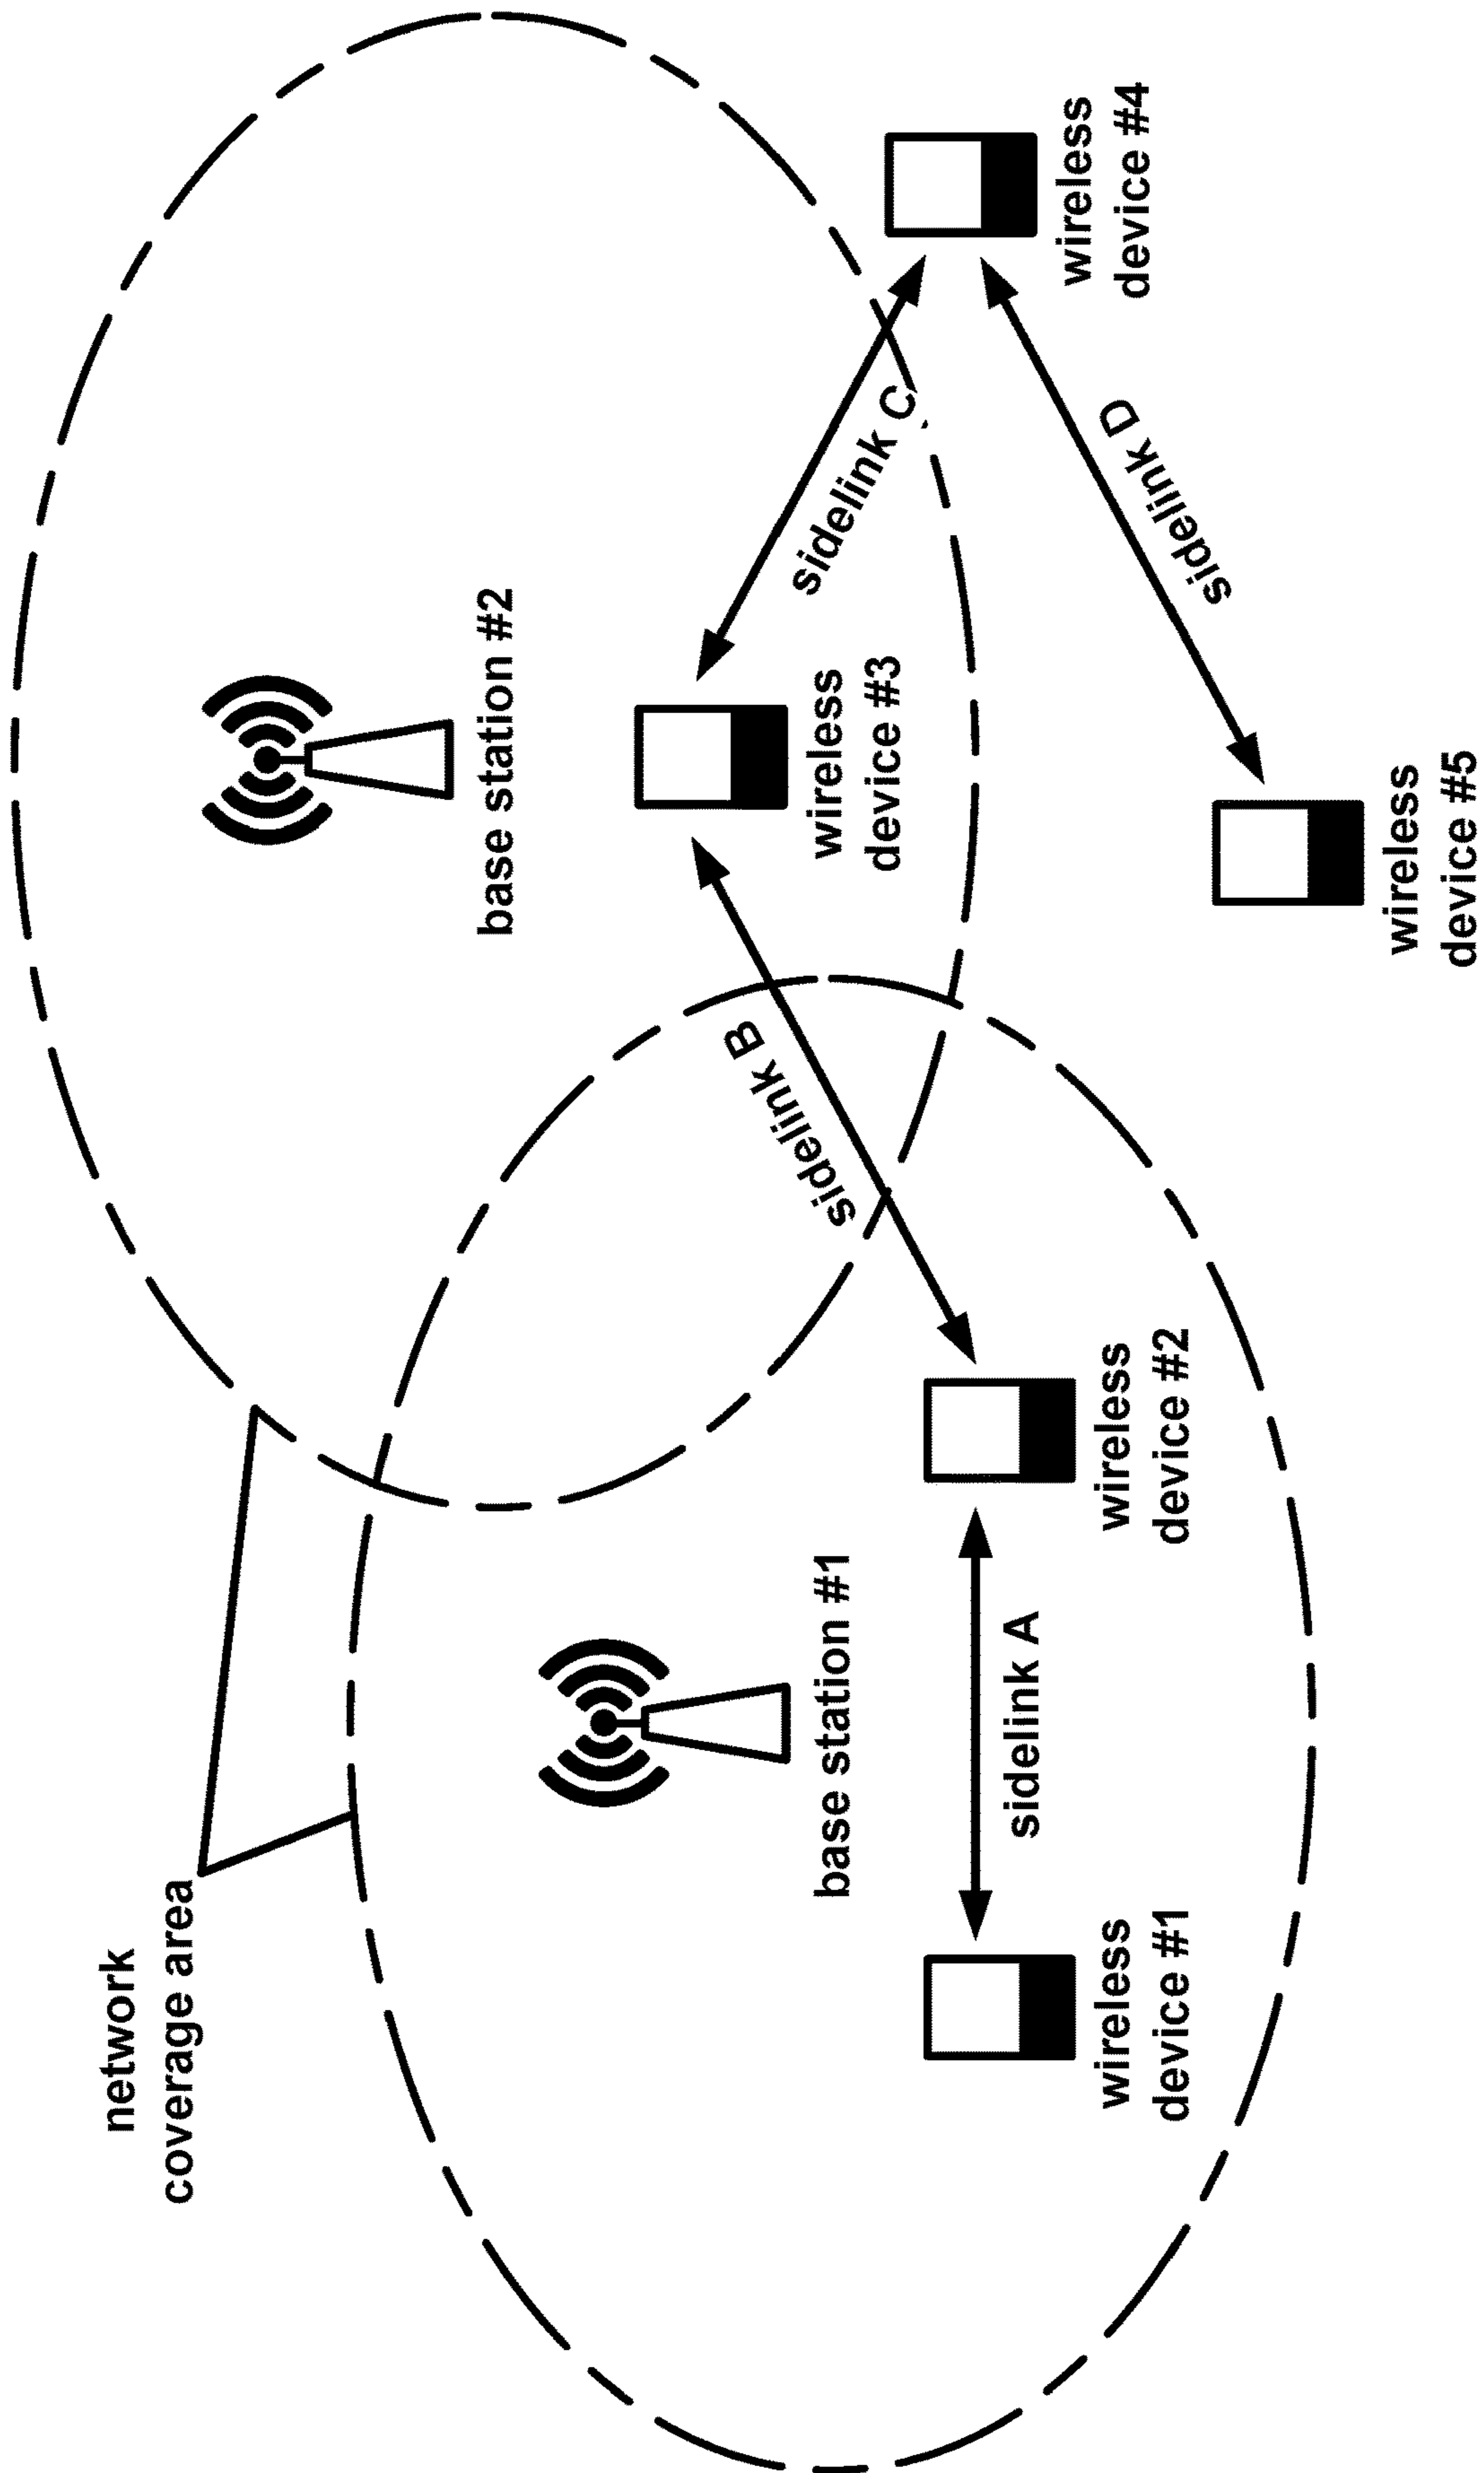 network
coverage area
base station #2
base station #1
sidelink B
sidelink C
wireless
device #3
sidelink A
wireless
device #1
wireless
device #2
sidelink D
wireless
device #4
wireless
device #5